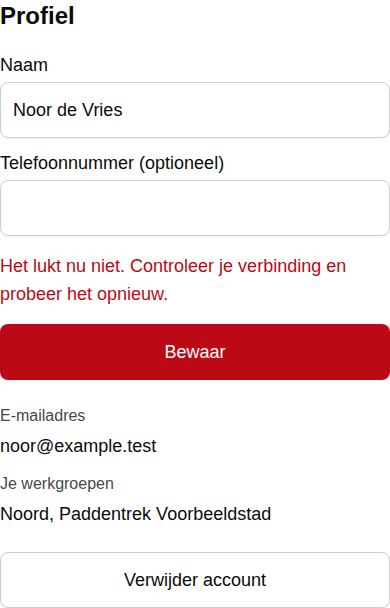 Profiel
Naam
Noor de Vries
Telefoonnummer (optioneel)
Het lukt nu niet. Controleer je verbinding en
probeer het opnieuw.
Bewaar
E-mailadres
noor@example.test
Je werkgroepen
Noord, Paddentrek Voorbeeldstad
Verwijder account